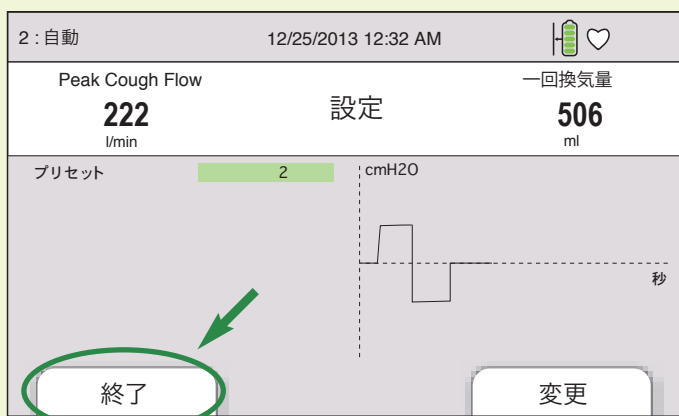 2 : 自動 12/25/2013 12:32 AM
Peak Cough Flow 設定 一回換気量
222 506
l/min ml
プリセット 2 cmH2O
秒
終了 変更